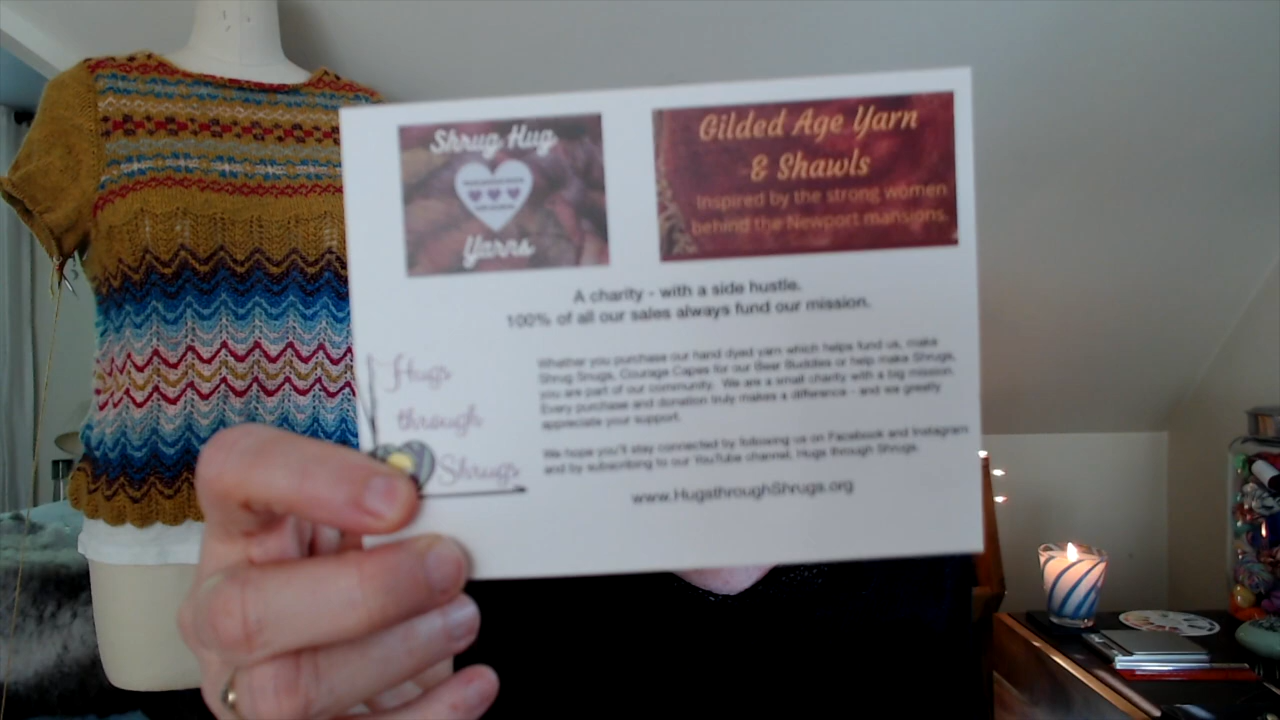 Shrug Hug
Yarns
Gilded Age Yarn
& Shawls
Inspired by the strong women
behind the Newport mansions.
A charity - with a side hustle.
100% of all our sales always fund our mission.
Hugs
through
Shrugs
Whether you purchase our hand dyed yarn which helps fund us, make
Shrug Snugs, Courage Capes for our Bear Buddies or help make Shrugs,
you are part of our community. We are a small charity with a big mission.
Every purchase and donation truly makes a difference - and we greatly
appreciate your support.
We hope you'll stay connected by following us on Facebook and Instagram
and by subscribing to our YouTube channel, Hugs through Shrugs.
www.HugsthroughShrugs.org